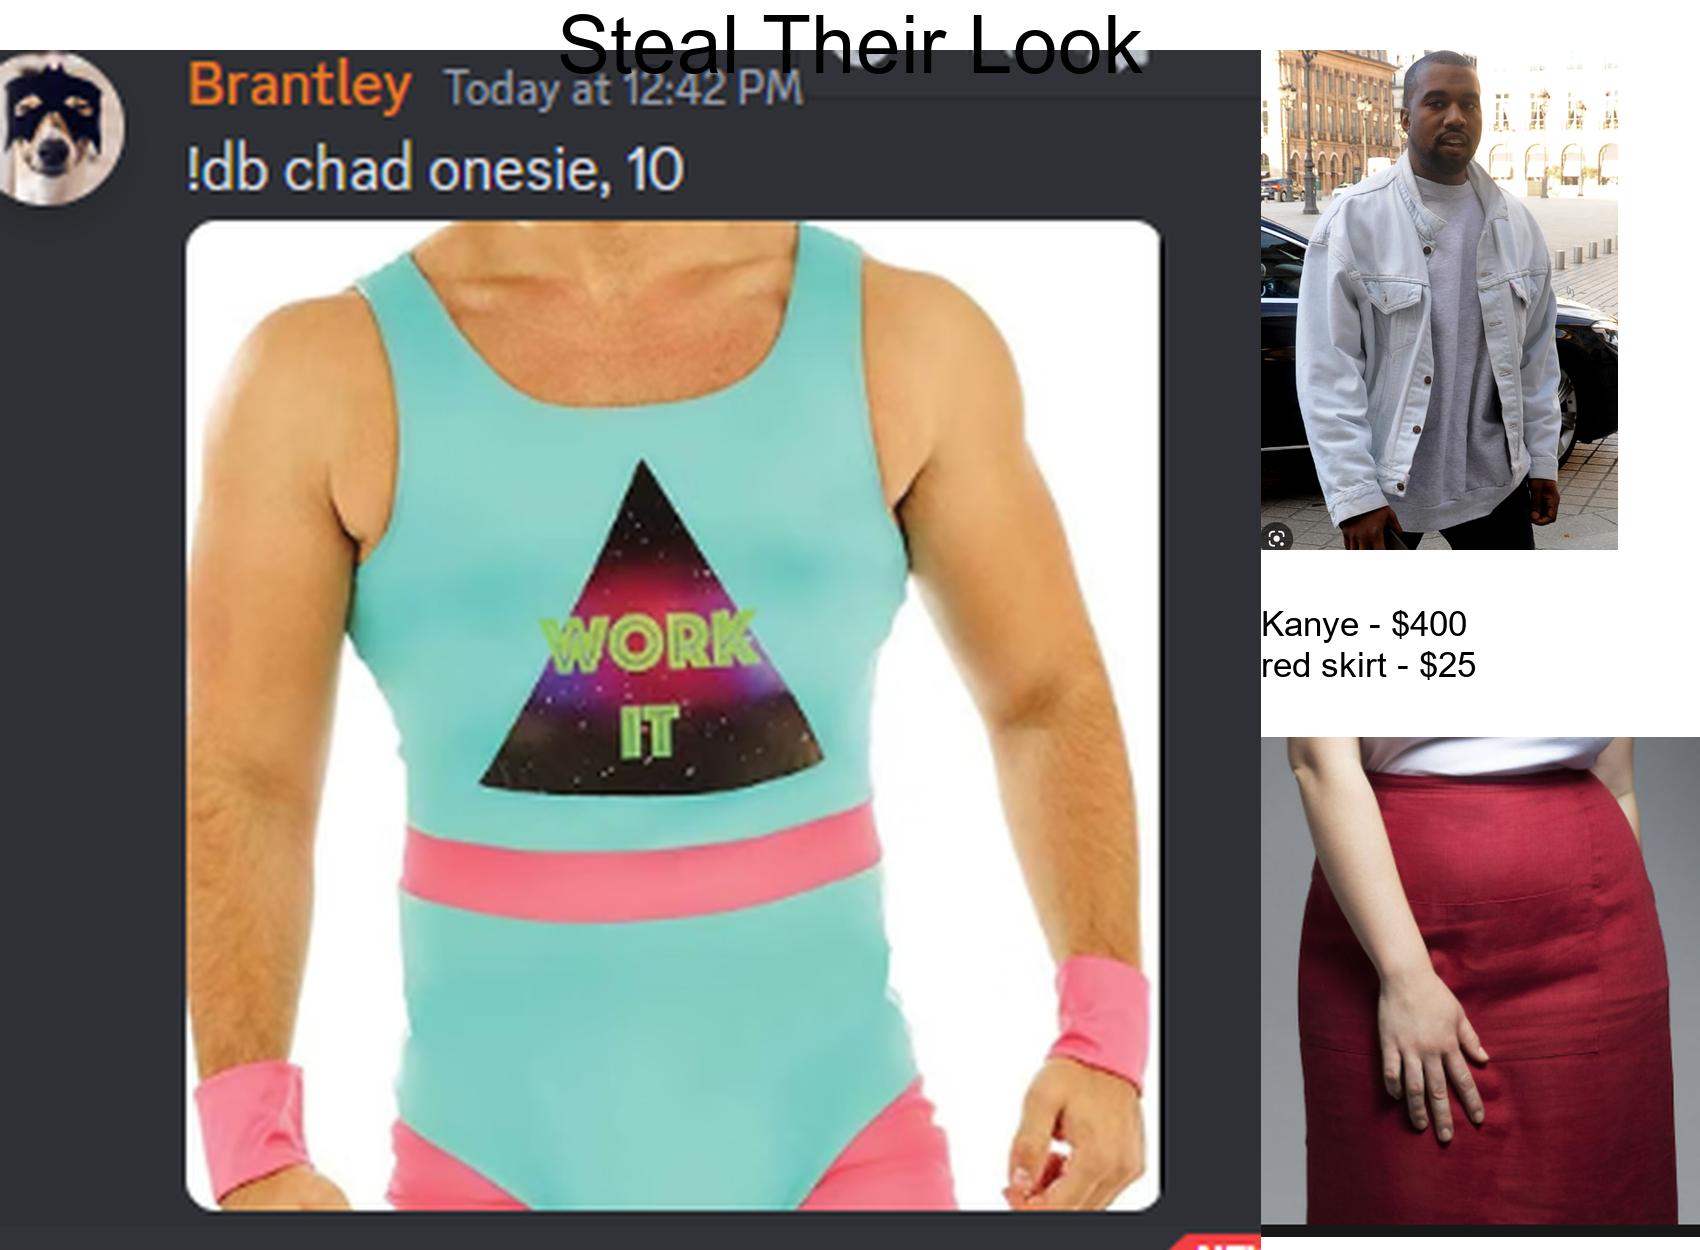 Steal Their Look
Brantley Today at 12:42 PM
!db chad onesie, 10
WORK
IT
Kanye - $400
red skirt - $25